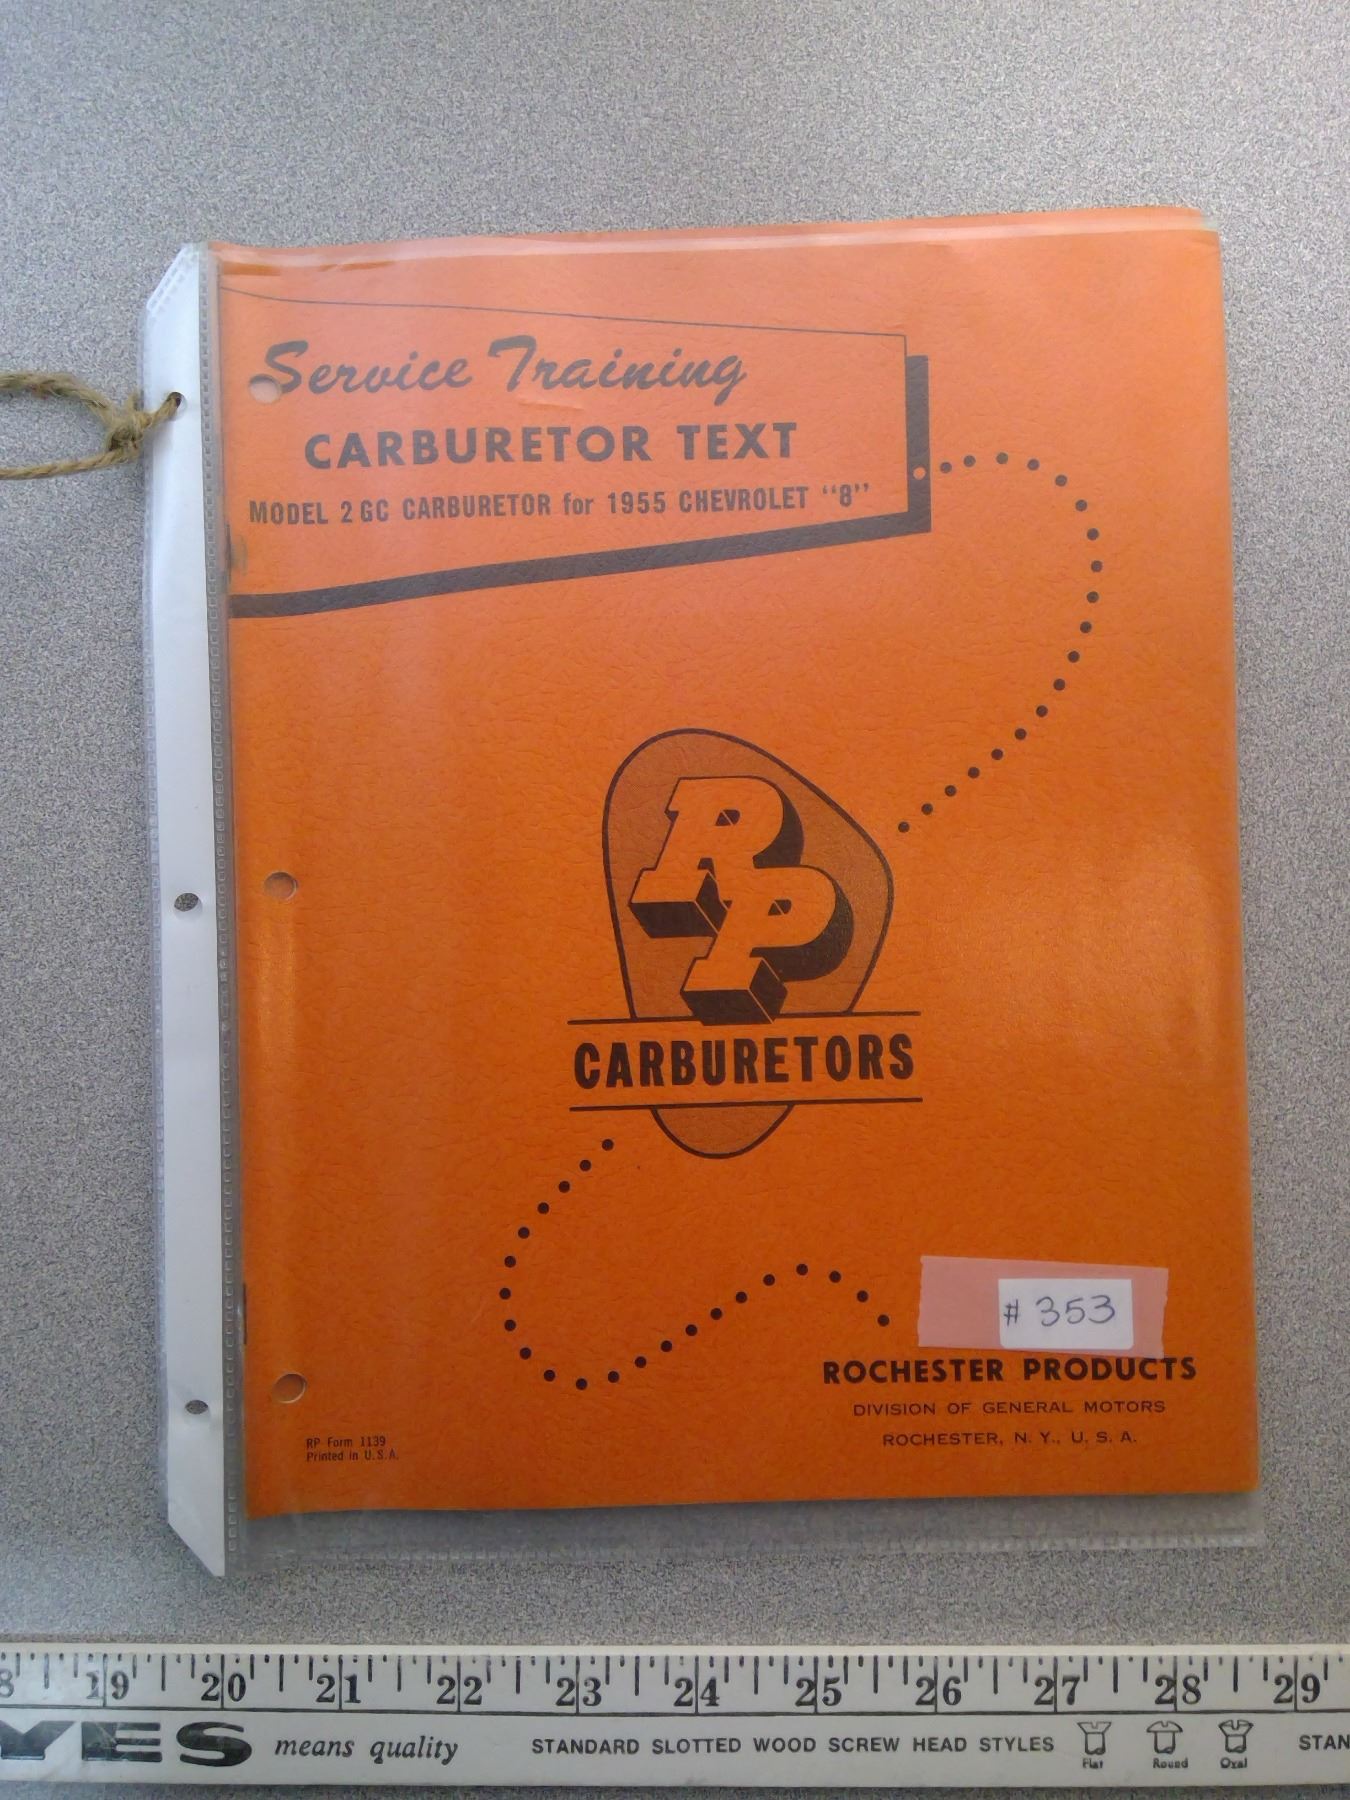 Service Training
CARBURETOR TEXT
MODEL 2GC CARBURETOR for 1955 CHEVROLET "8"
RP
CARBURETORS
# 353
ROCHESTER PRODUCTS
DIVISION OF GENERAL MOTORS
ROCHESTER, N. Y., U. S. A.
RP Form 1139
Printed in U.S.A.
8 19 20 21 22 23 24 25 26 27 28 29
YES means quality STANDARD SLOTTED WOOD SCREW HEAD STYLES Flat Round Oval STAN